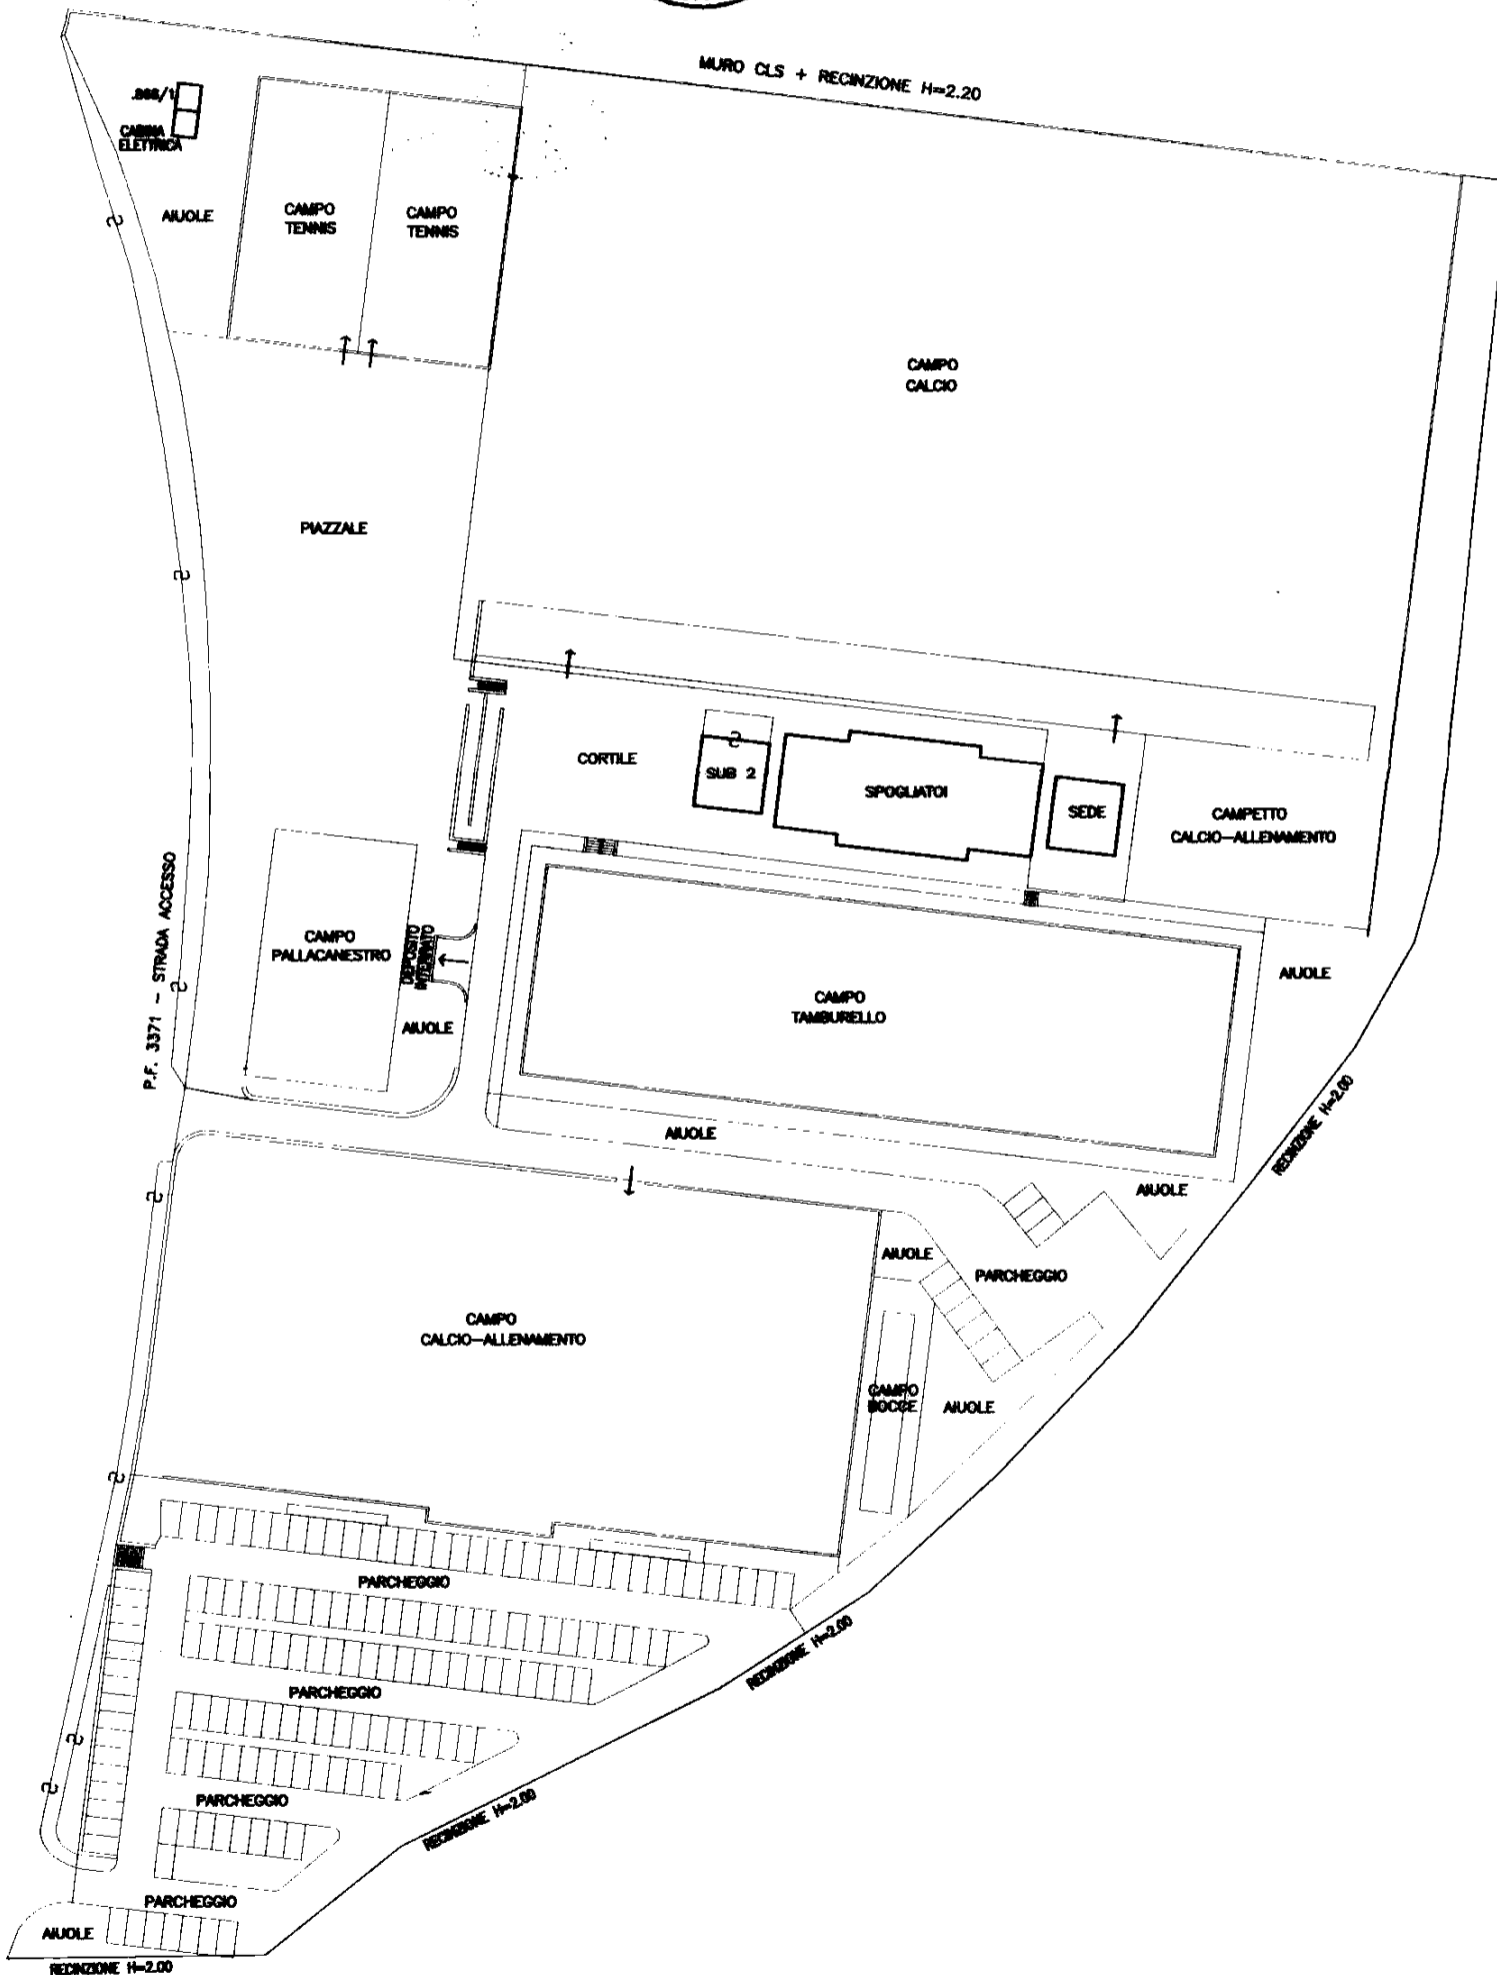 MURO CLS + RECINZIONE H=2.20
.868/1
CABINA
ELETTRICA
AIUOLE
CAMPO
TENNIS
CAMPO
TENNIS
CAMPO
CALCIO
PIAZZALE
CORTILE
SUB 2
SPOGLIATOI
SEDE
CAMPETTO
CALCIO-ALLENAMENTO
P.F. 3371 - STRADA ACCESSO
CAMPO
PALLACANESTRO
DEPOSITO
INTERRATO
AIUOLE
CAMPO
TAMBURELLO
AIUOLE
AIUOLE
RECINZIONE H=2.00
AIUOLE
AIUOLE
PARCHEGGIO
CAMPO
CALCIO-ALLENAMENTO
CAMPO
BOCCE
AIUOLE
PARCHEGGIO
RECINZIONE H=2.00
PARCHEGGIO
PARCHEGGIO
RECINZIONE H=2.00
PARCHEGGIO
AIUOLE
RECINZIONE H=2.00